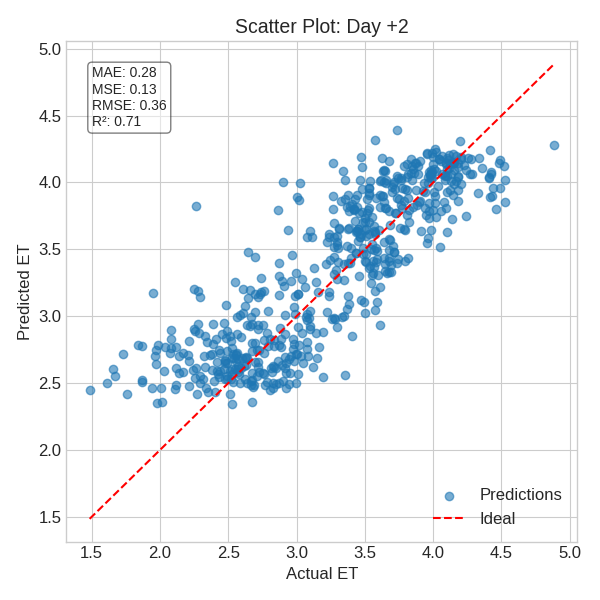 Scatter Plot: Day +2
MAE: 0.28
MSE: 0.13
RMSE: 0.36
R²: 0.71
Predicted ET
5.0
4.5
4.0
3.5
3.0
2.5
2.0
1.5
Predictions
Ideal
1.5 2.0 2.5 3.0 3.5 4.0 4.5 5.0
Actual ET